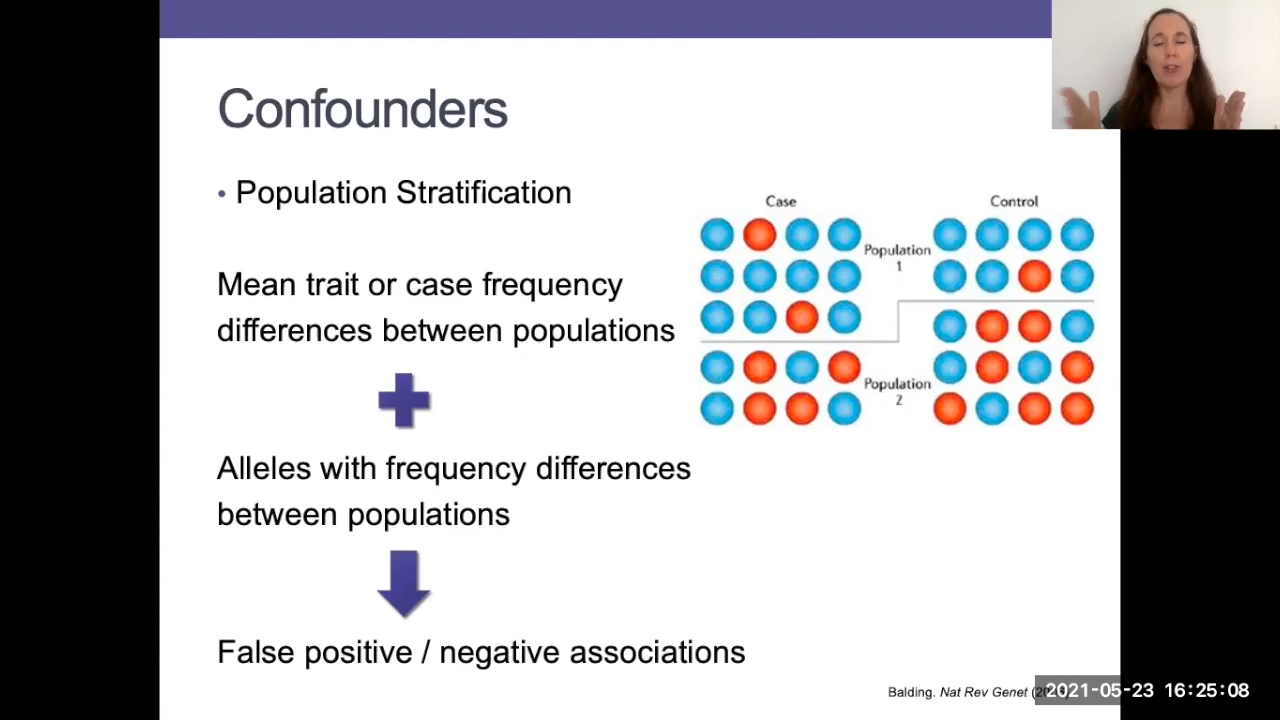 Confounders
• Population Stratification
Mean trait or case frequency
differences between populations
Alleles with frequency differences
between populations
False positive / negative associations
Case
Control
Population
1
Population
2
Balding. Nat Rev Genet
2021-05-23 16:25:08